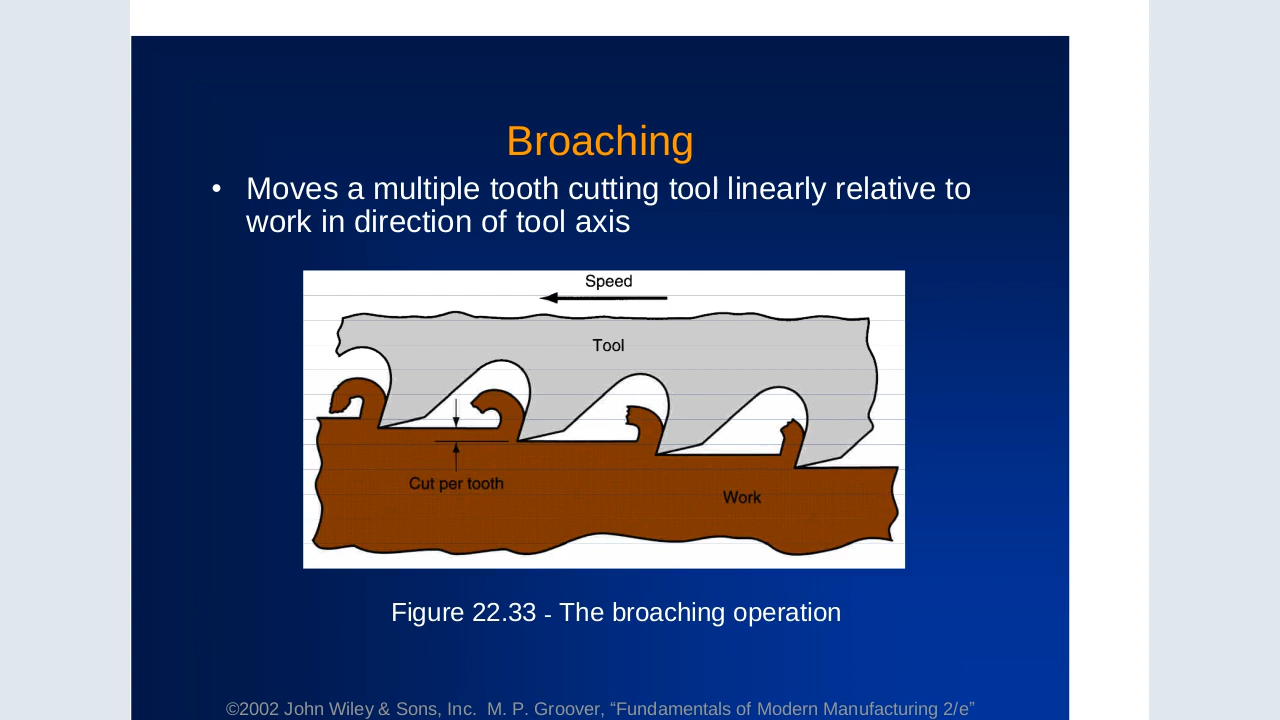 Broaching
• Moves a multiple tooth cutting tool linearly relative to
work in direction of tool axis
Speed
Tool
Cut per tooth
Work
Figure 22.33 - The broaching operation
©2002 John Wiley & Sons, Inc.  M. P. Groover, “Fundamentals of Modern Manufacturing 2/e”